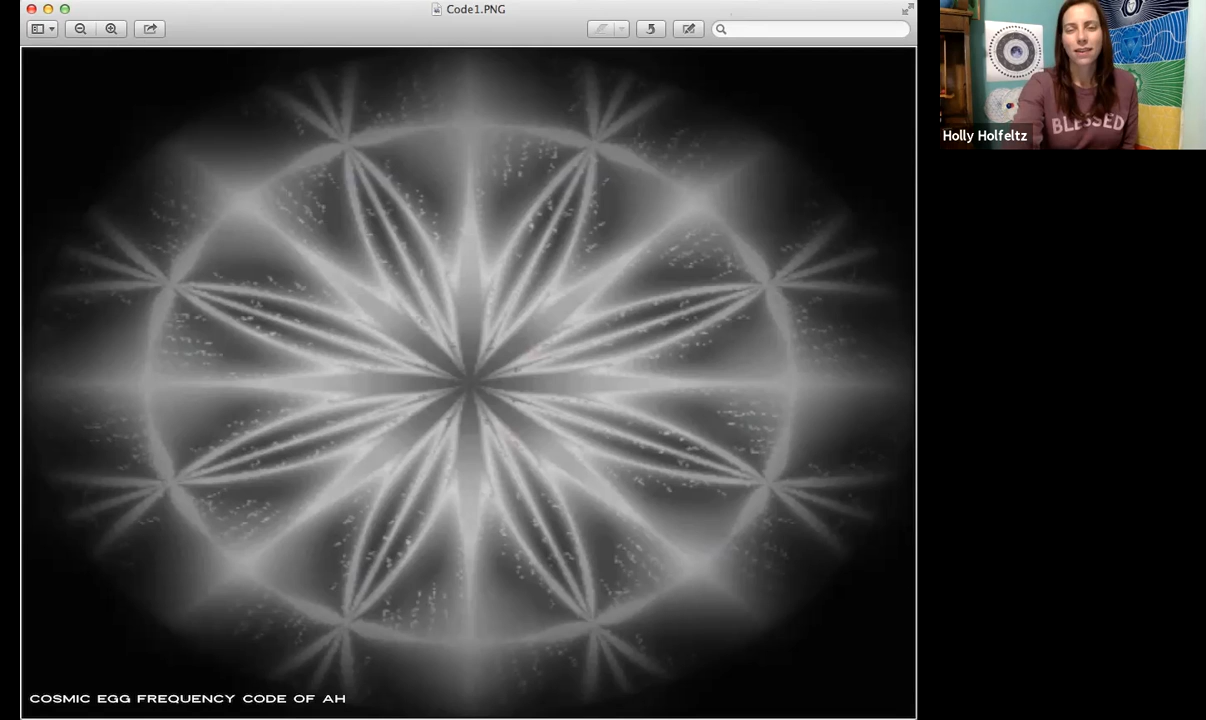 Code1.PNG
BLESSED
Holly Holfeltz
COSMIC EGG FREQUENCY CODE OF AH